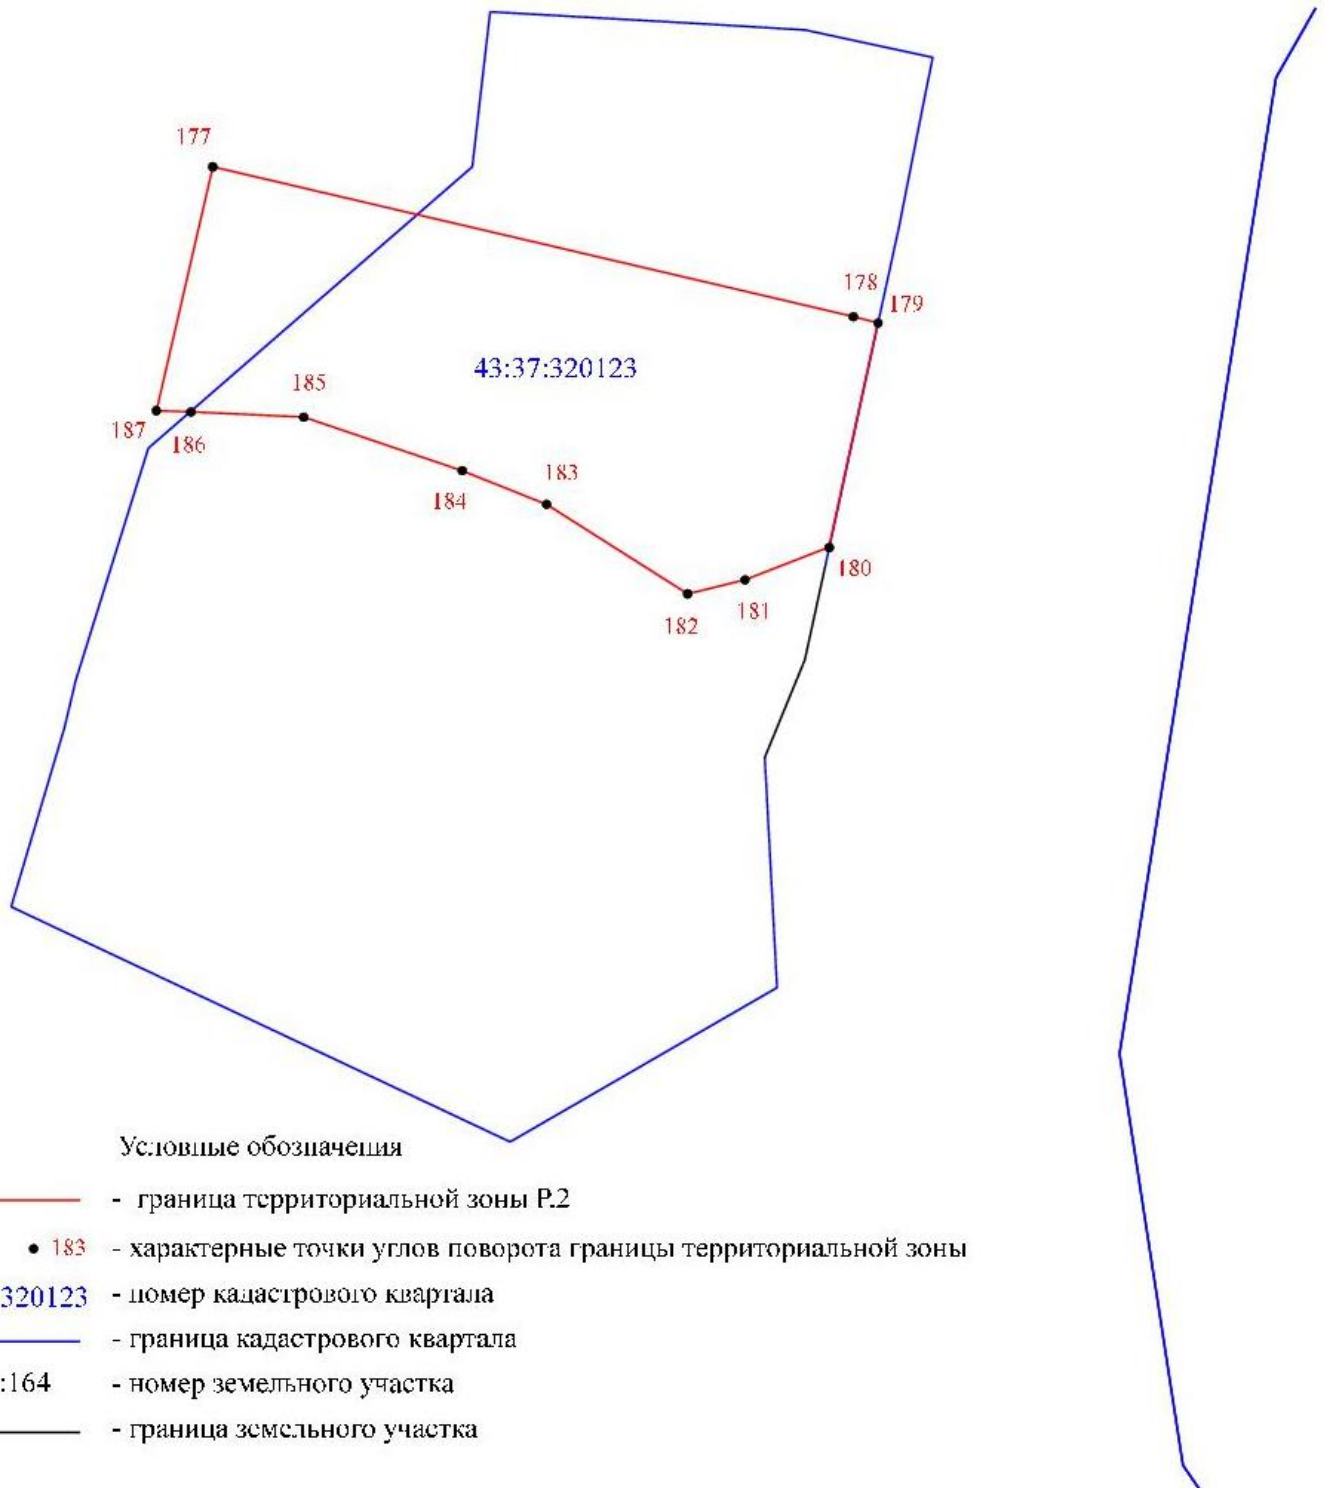 177
178
179
43:37:320123
185
187
186
183
184
180
181
182
Условные обозначения
- граница территориальной зоны Р.2
183 - характерные точки углов поворота границы территориальной зоны
320123 - номер кадастрового квартала
- граница кадастрового квартала
:164 - номер земельного участка
- граница земельного участка